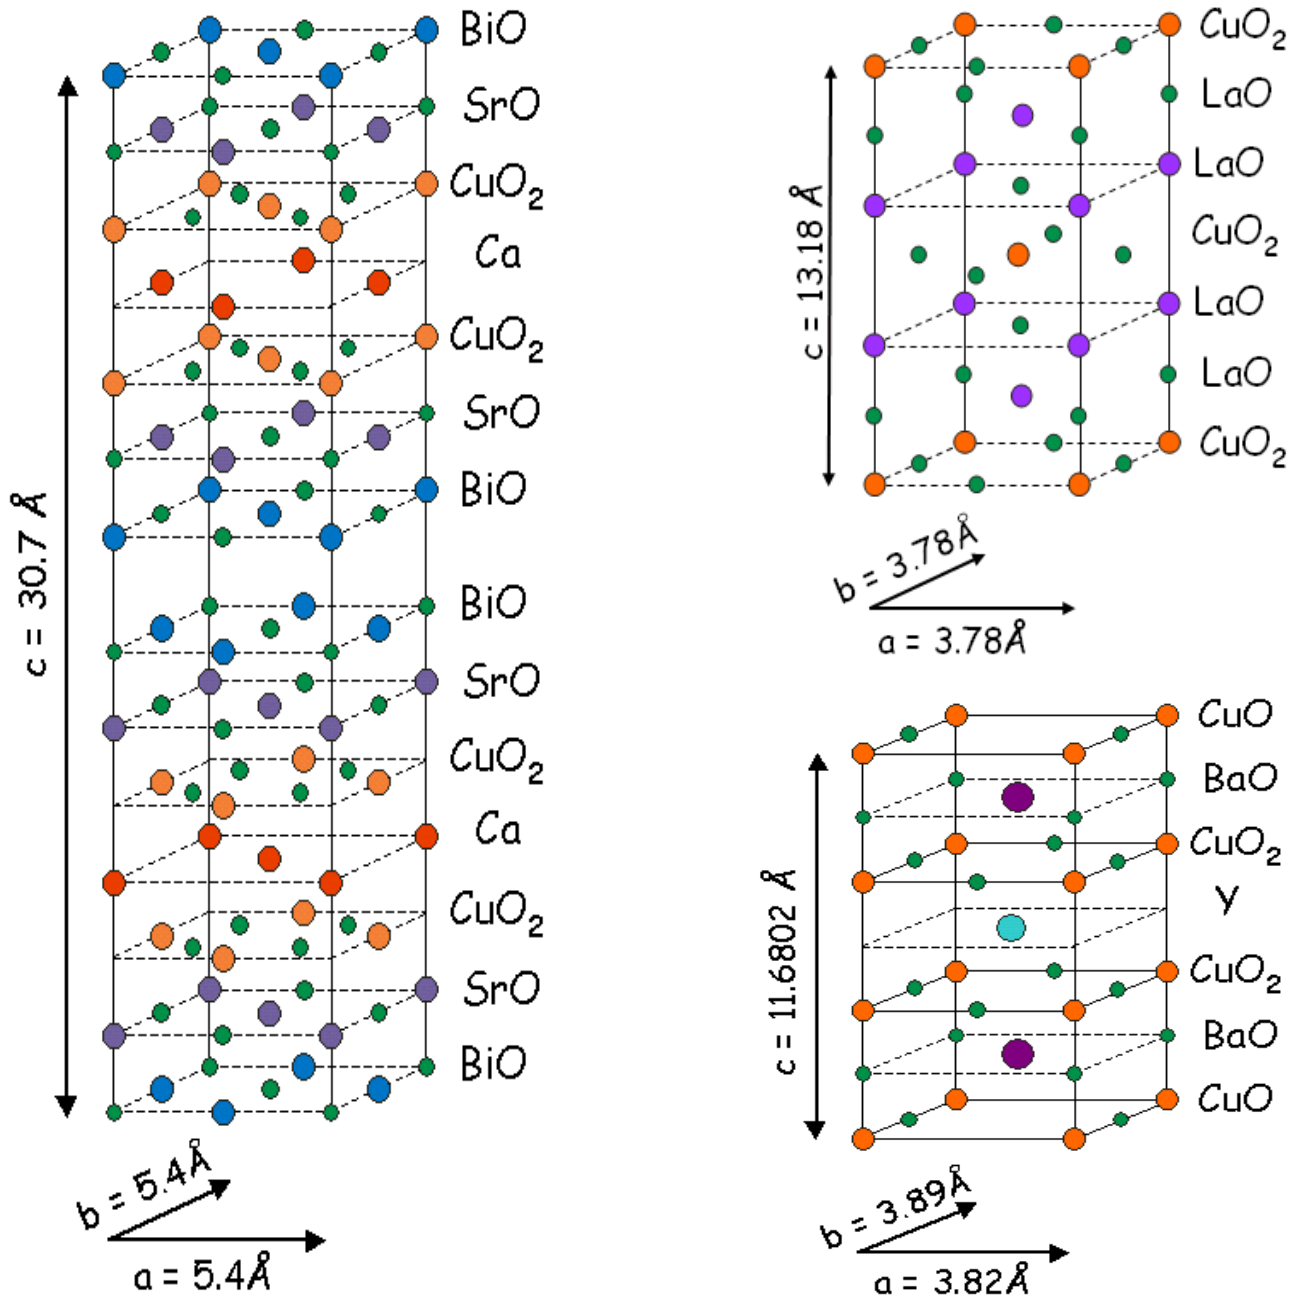 BiO
SrO
CuO₂
Ca
CuO₂
SrO
BiO
BiO
SrO
CuO₂
Ca
CuO₂
SrO
BiO
c = 30.7 Å
b = 5.4Å
a = 5.4Å
CuO₂
LaO
LaO
CuO₂
LaO
LaO
CuO₂
c = 13.18 Å
b = 3.78Å
a = 3.78Å
CuO
BaO
CuO₂
Y
CuO₂
BaO
CuO
c = 11.6802 Å
b = 3.89Å
a = 3.82Å